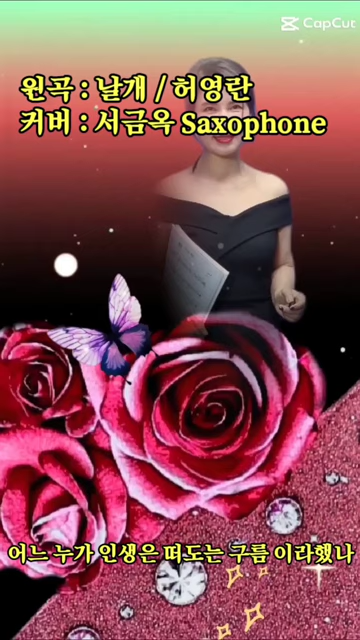 CapCut
원곡 : 날개 / 허영란
커버 : 서금옥 Saxophone
어느 누가 인생은 떠도는 구름 이라했나